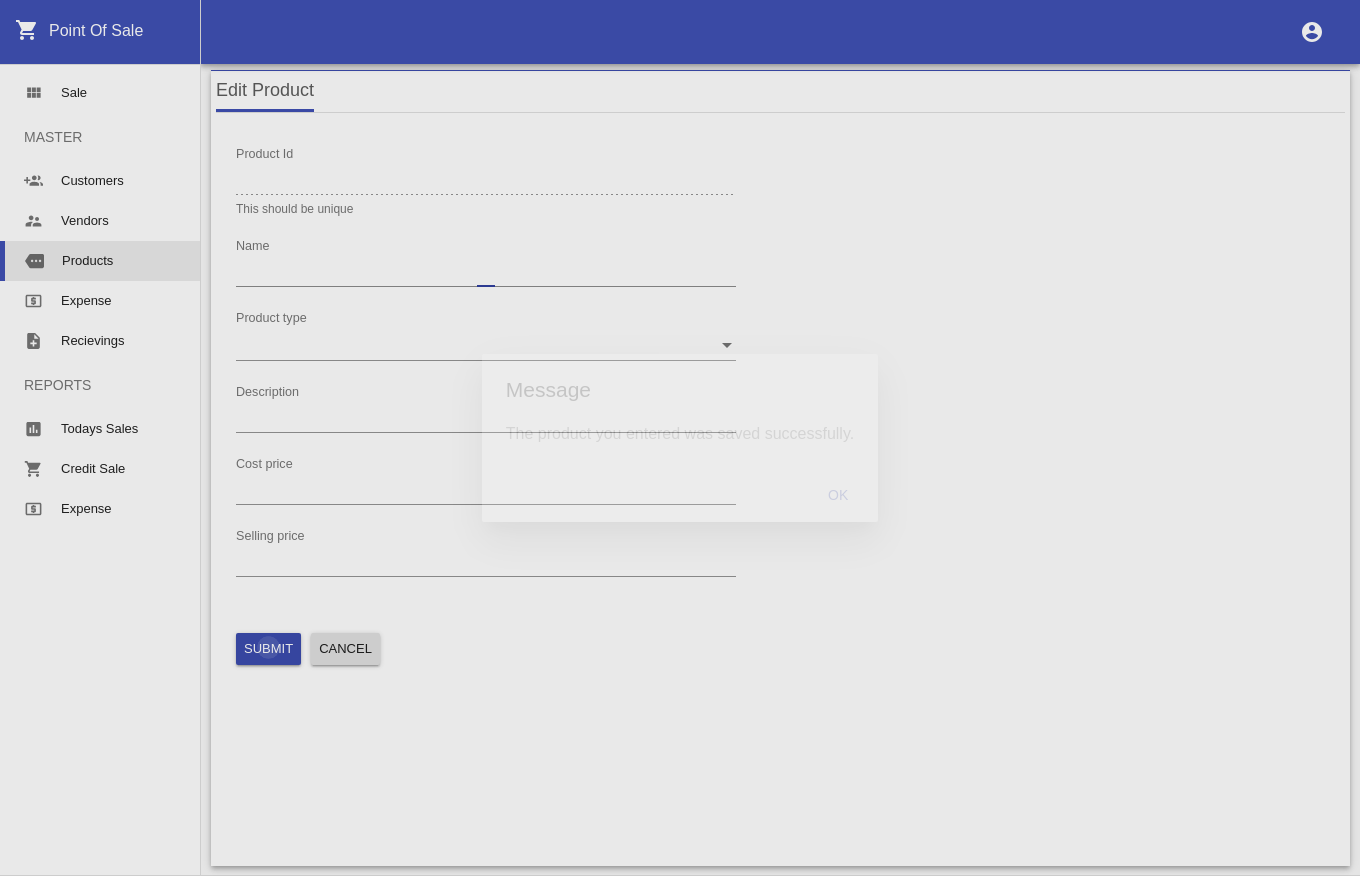 Point Of Sale
Sale
MASTER
Customers
Vendors
Products
Expense
Recievings
REPORTS
Todays Sales
Credit Sale
Expense
Edit Product
Product Id
This should be unique
Name
Product type
Description
Cost price
Selling price
SUBMIT CANCEL
Message
The product you entered was saved successfully.
OK